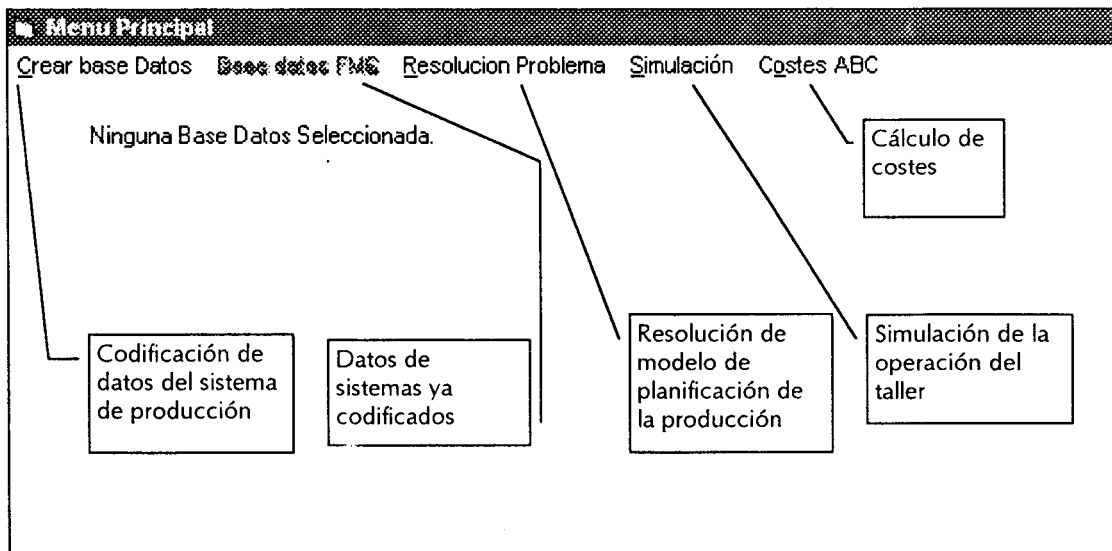 Menu Principal
Crear base Datos Base datos FMC Resolucion Problema Simulación Costes ABC
Ninguna Base Datos Seleccionada.
Cálculo de
costes
Codificación de
datos del sistema
de producción
Datos de
sistemas ya
codificados
Resolución de
modelo de
planificación de
la producción
Simulación de la
operación del
taller